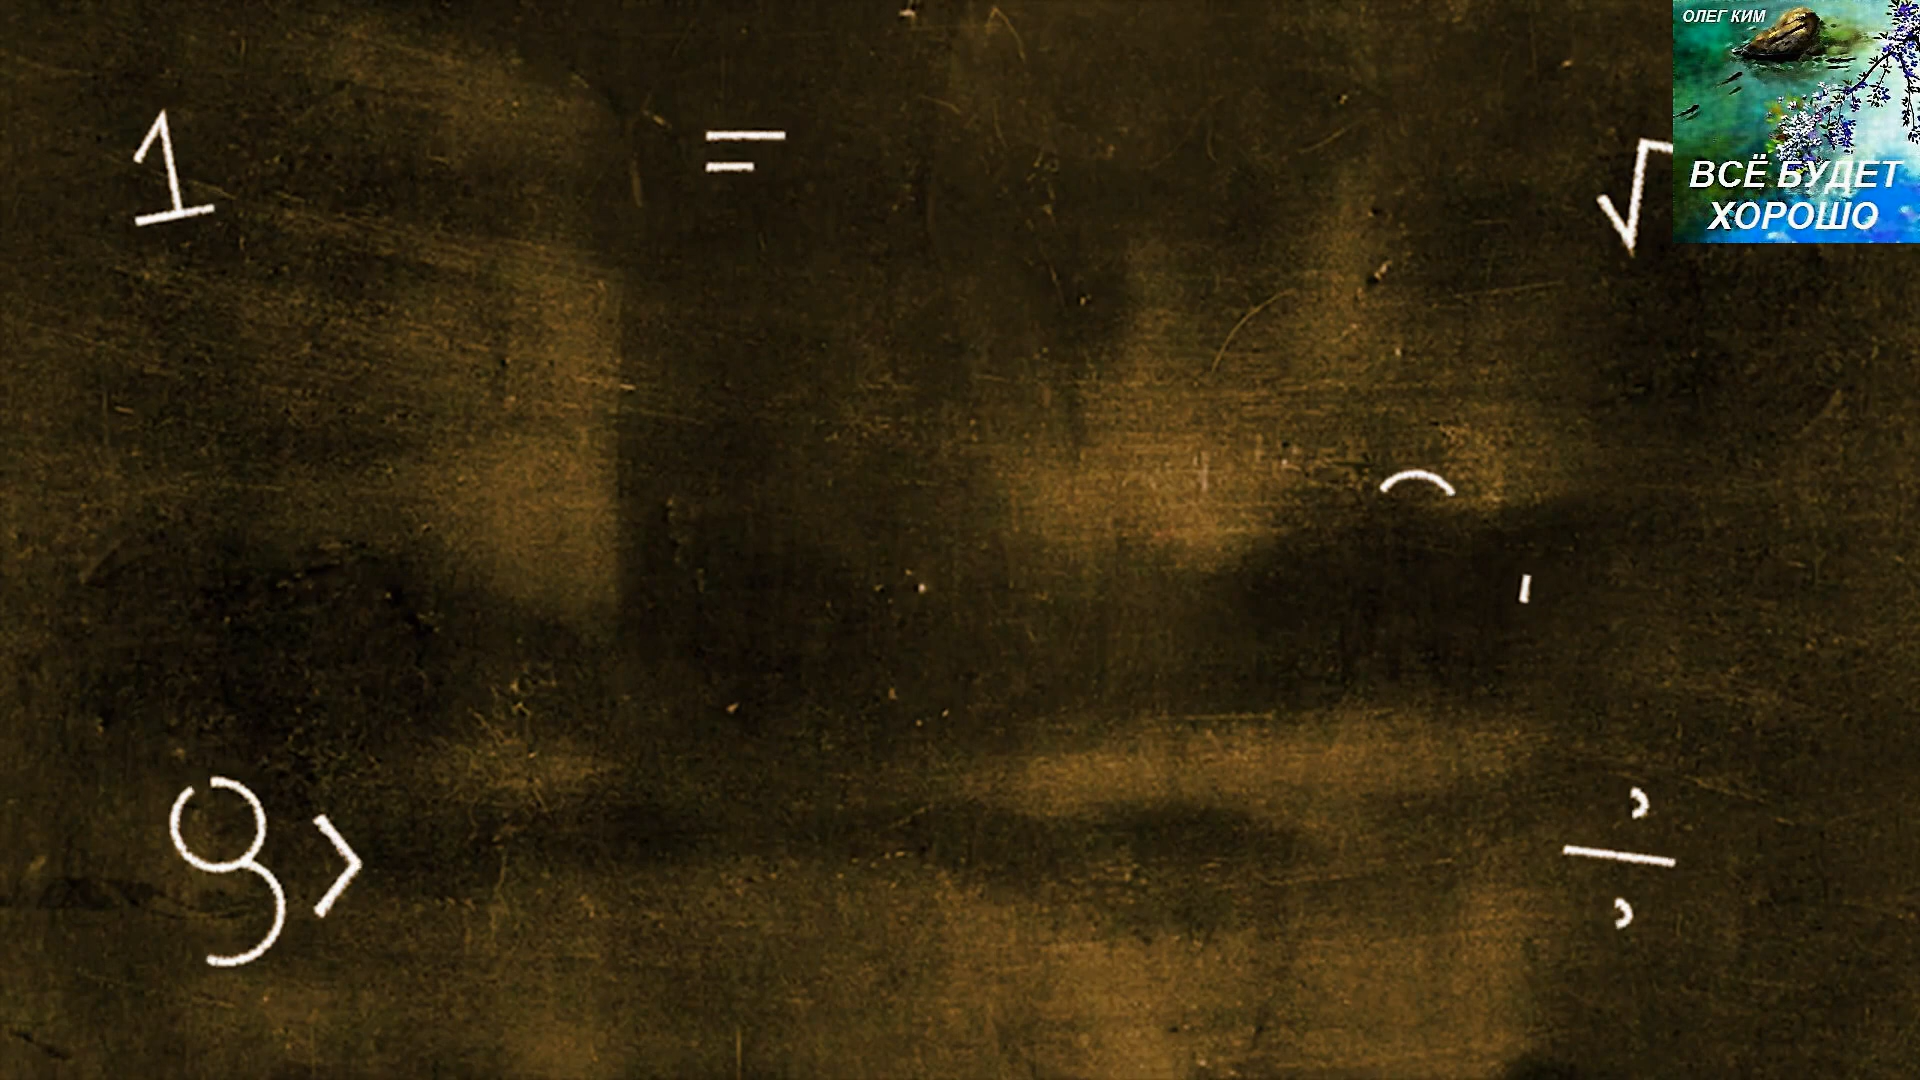 ОЛЕГ КИМ
1
=
√
ВСЁ БУДЕТ
ХОРОШО
9 >
÷